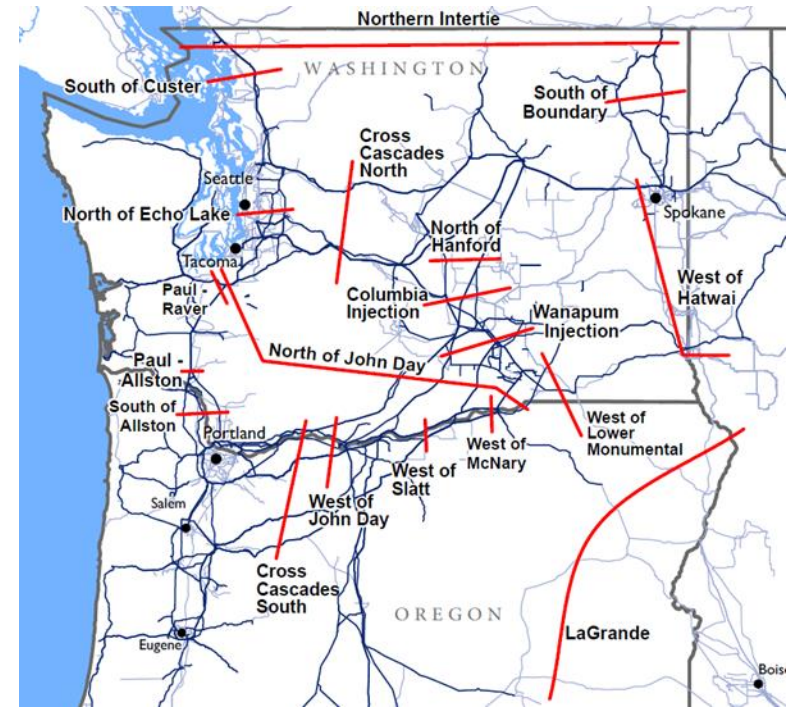 Northern Intertie
WASHINGTON
South of Custer
South of
Boundary
Cross
Cascades
North
Seattle
Spokane
North of Echo Lake
North of
Hanford
Tacoma
West of
Hatwai
Paul -
Raver
Columbia
Injection
Wanapum
Injection
North of John Day
Paul -
Allston
South of
Allston
Portland
West of
Lower
Monumental
West of
McNary
West of
Slatt
West of
John Day
Salem
Cross
Cascades
South
OREGON
LaGrande
Eugene